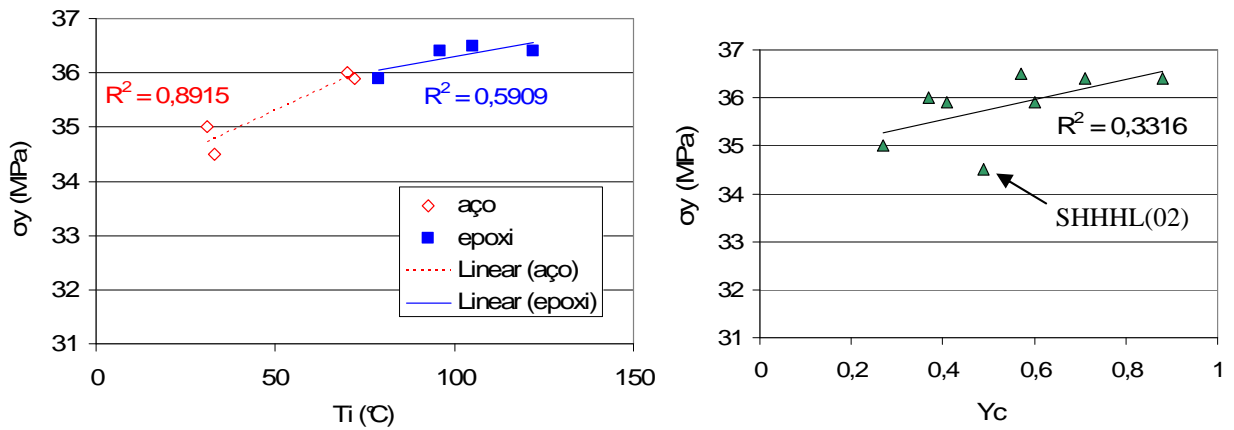 37
36
35
34
33
32
31
σy (MPa)
R² = 0,8915
R² = 0,5909
aço
epoxi
Linear (aço)
Linear (epoxi)
0
50
100
150
Ti (°C)
37
36
35
34
33
32
31
σy (MPa)
R² = 0,3316
SHHHL(02)
0
0,2
0,4
0,6
0,8
1
Yc